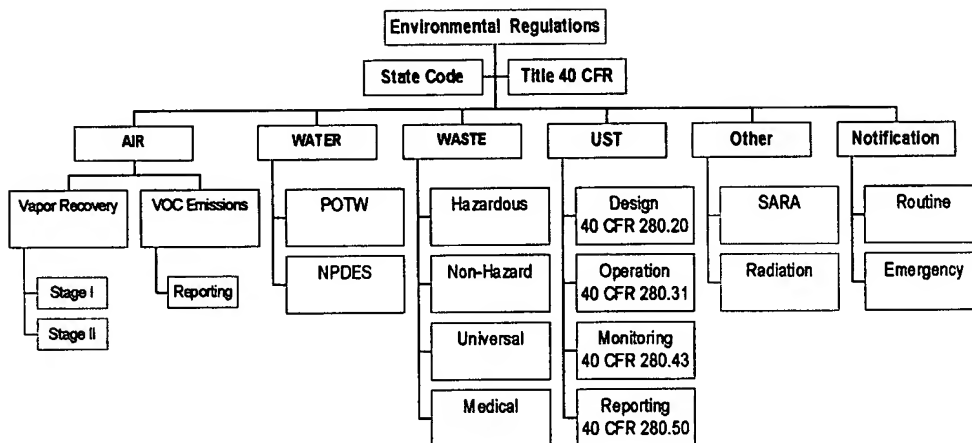 Environmental Regulations
State Code
Title 40 CFR
AIR
WATER
WASTE
UST
Other
Notification
Vapor Recovery
VOC Emissions
POTW
Hazardous
Design
40 CFR 280.20
SARA
Routine
Stage I
Reporting
NPDES
Non-Hazard
Operation
40 CFR 280.31
Radiation
Emergency
Stage II
Universal
Monitoring
40 CFR 280.43
Medical
Reporting
40 CFR 280.50